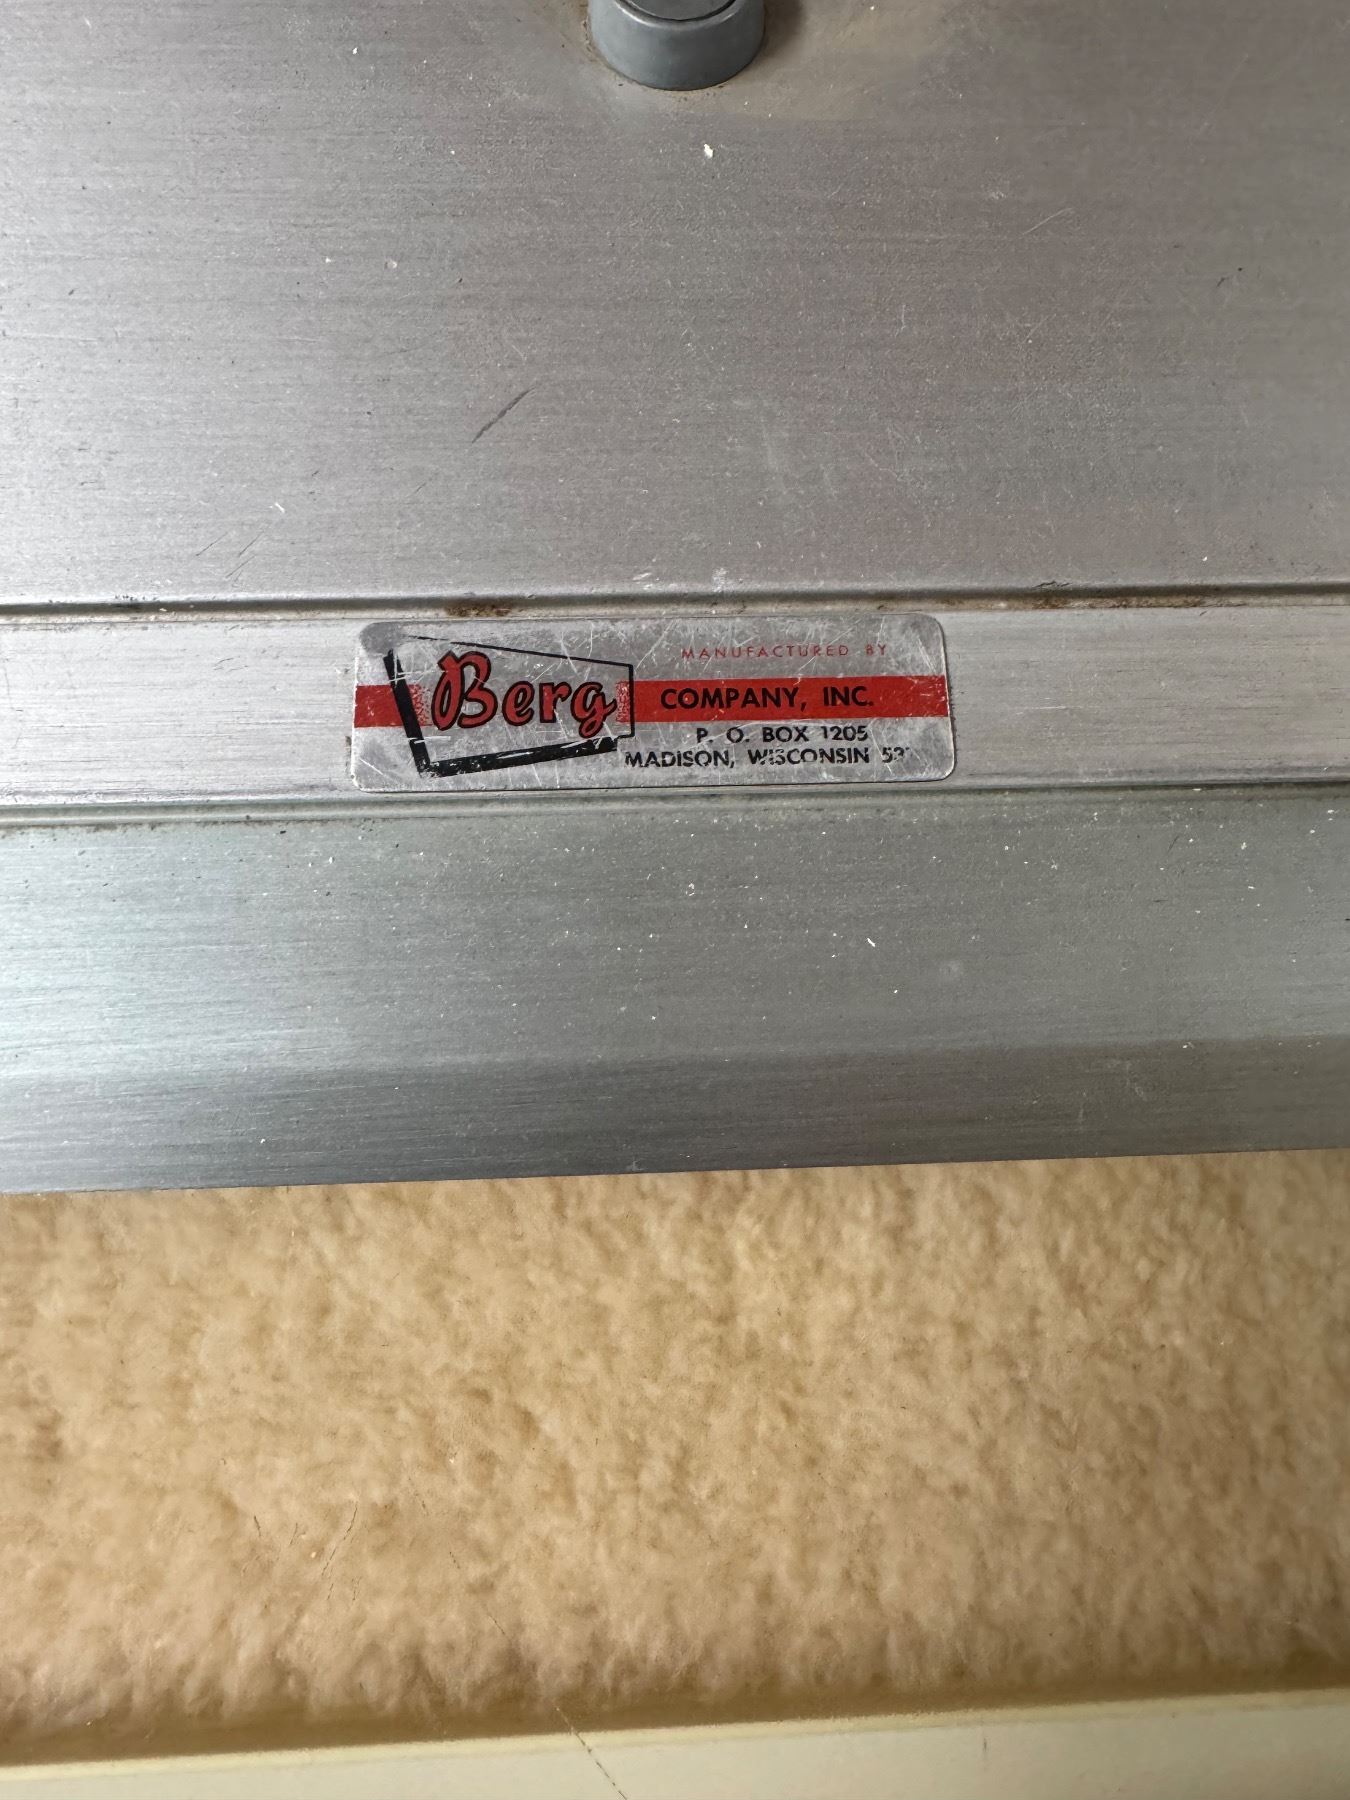 MANUFACTURED BY
Berg COMPANY, INC.
P. O. BOX 1205
MADISON, WISCONSIN